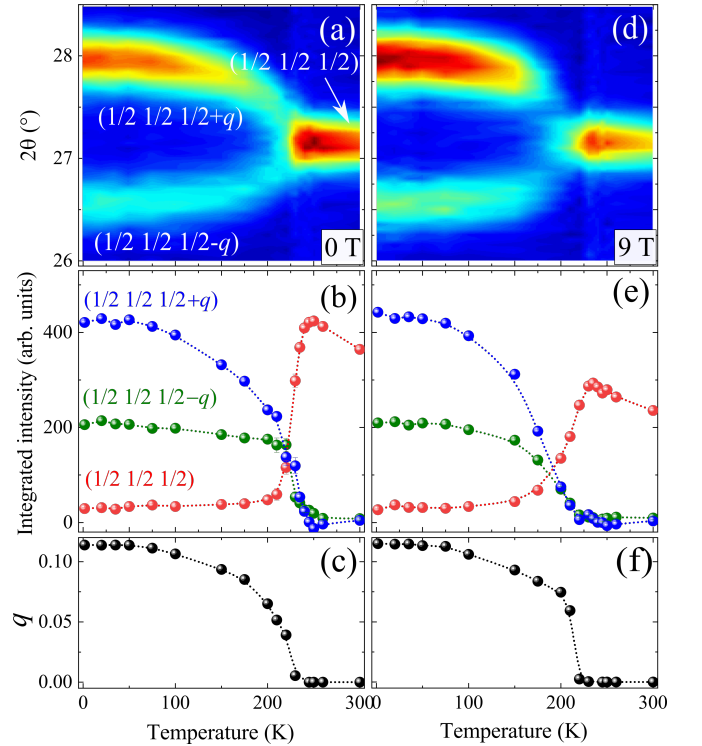 28
27
26
2θ (°)
(a)
(1/2 1/2 1/2)
(1/2 1/2 1/2+q)
(1/2 1/2 1/2-q)
0 T
(d)
9 T
400
200
0
Integrated intensity (arb. units)
(b)
(1/2 1/2 1/2+q)
(1/2 1/2 1/2−q)
(1/2 1/2 1/2)
(e)
0.10
0.05
0.00
q
(c)
(f)
0 100 200 300
0 100 200 300
Temperature (K)
Temperature (K)